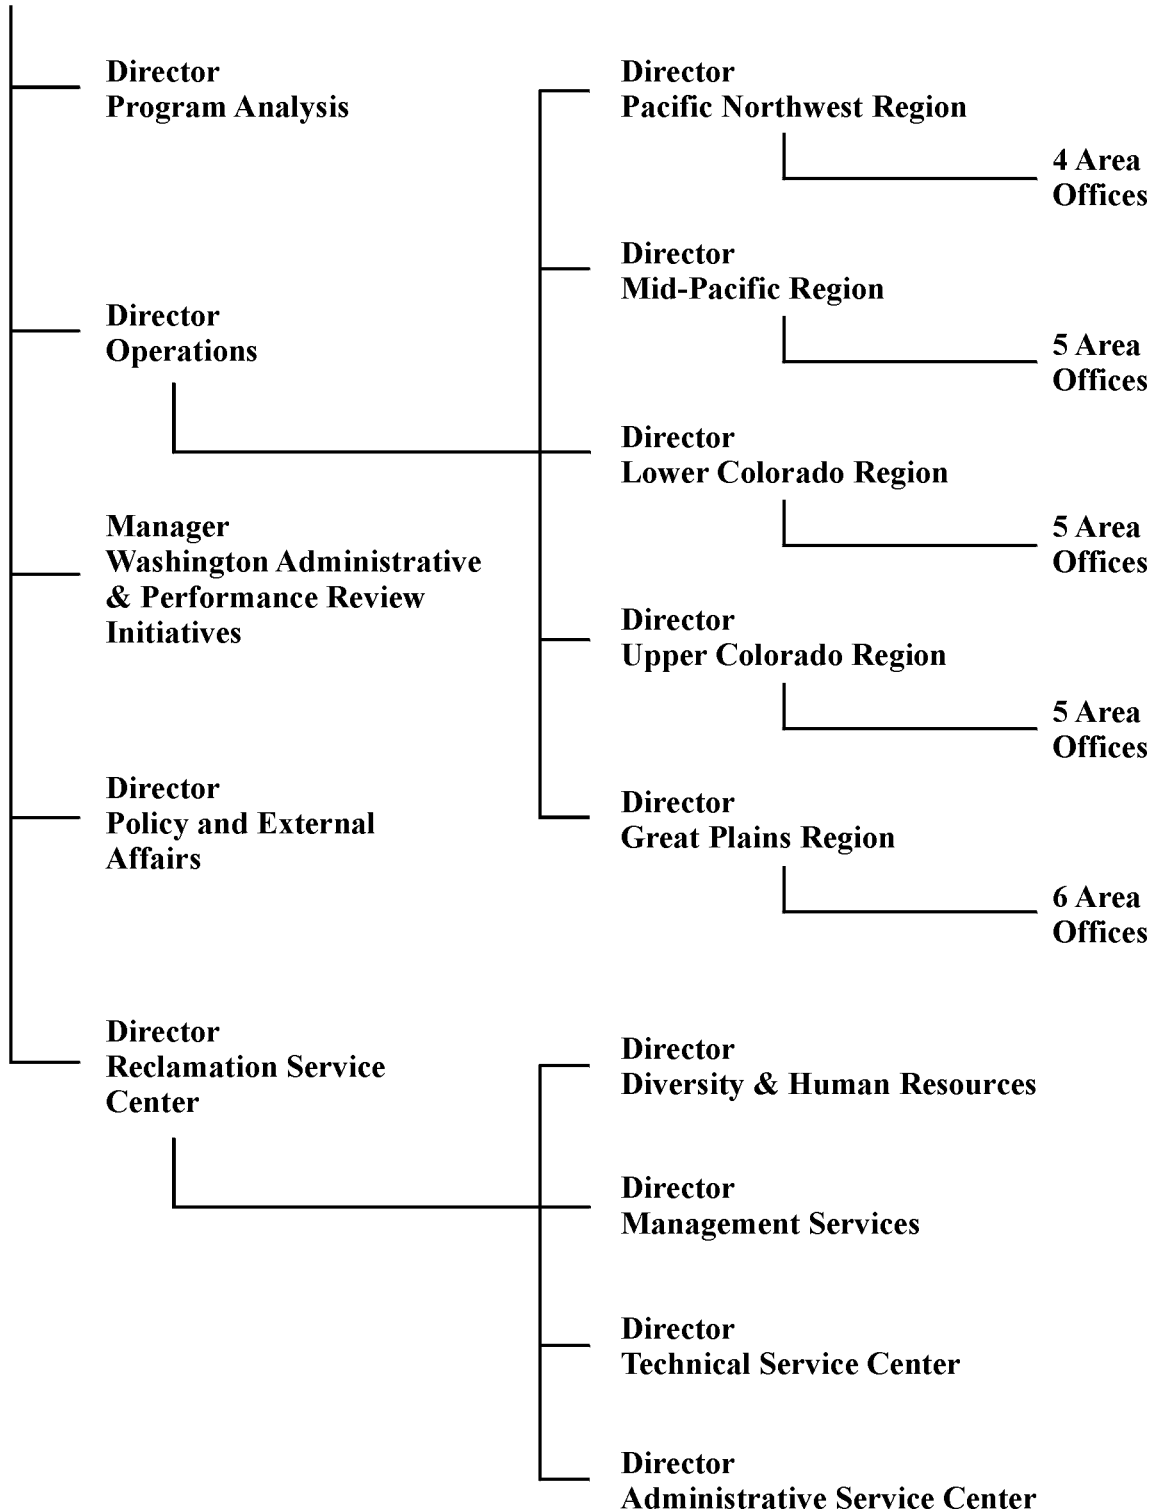 Director
Program Analysis
Director
Operations
Manager
Washington Administrative
& Performance Review
Initiatives
Director
Policy and External
Affairs
Director
Reclamation Service
Center
Director
Pacific Northwest Region
4 Area
Offices
Director
Mid-Pacific Region
5 Area
Offices
Director
Lower Colorado Region
5 Area
Offices
Director
Upper Colorado Region
5 Area
Offices
Director
Great Plains Region
6 Area
Offices
Director
Diversity & Human Resources
Director
Management Services
Director
Technical Service Center
Director
Administrative Service Center